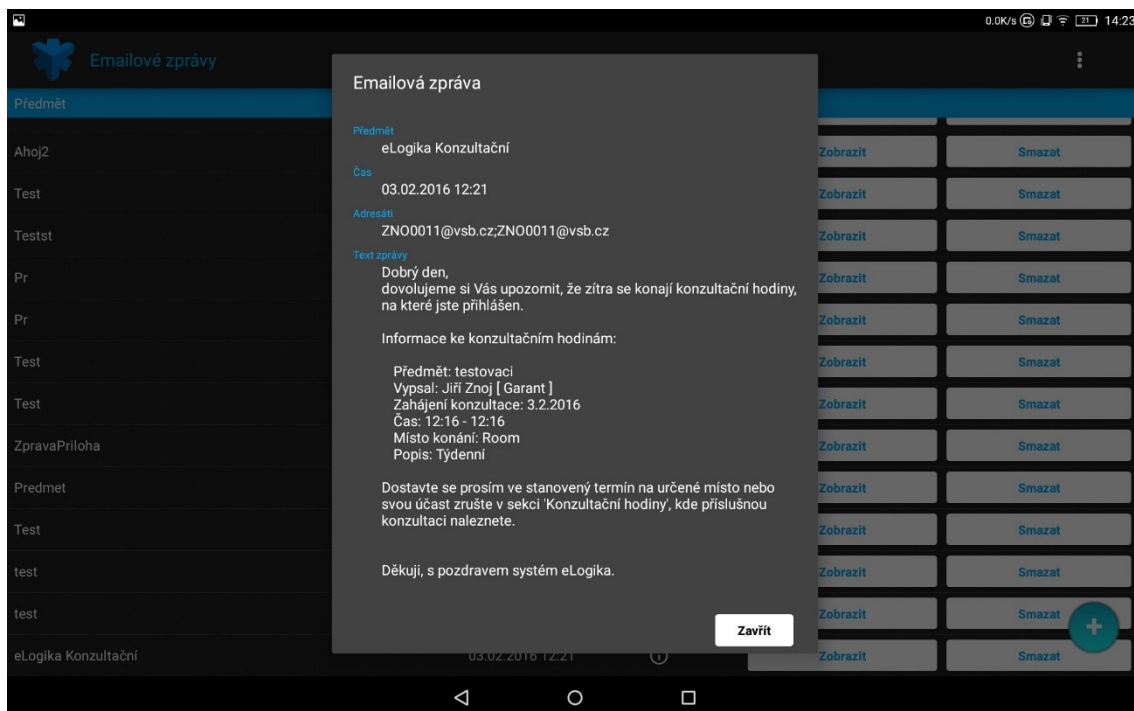 0.0K/s 21 14:23
Emailové zprávy
Předmět
Ahoj2 Zobrazit Smazat
Test Zobrazit Smazat
Testst Zobrazit Smazat
Pr Zobrazit Smazat
Pr Zobrazit Smazat
Test Zobrazit Smazat
Test Zobrazit Smazat
ZpravaPriloha Zobrazit Smazat
Predmet Zobrazit Smazat
Test Zobrazit Smazat
test Zobrazit Smazat
test Zobrazit Smazat
eLogika Konzultační 03.02.2016 12:21 Zobrazit Smazat
Emailová zpráva
Předmět
eLogika Konzultační
Čas
03.02.2016 12:21
Adresáti
ZNO0011@vsb.cz;ZNO0011@vsb.cz
Text zprávy
Dobrý den,
dovolujeme si Vás upozornit, že zítra se konají konzultační hodiny,
na které jste přihlášen.
Informace ke konzultačním hodinám:
Předmět: testovaci
Vypsal: Jiří Znoj [ Garant ]
Zahájení konzultace: 3.2.2016
Čas: 12:16 - 12:16
Místo konání: Room
Popis: Týdenní
Dostavte se prosím ve stanovený termín na určené místo nebo
svou účast zrušte v sekci 'Konzultační hodiny', kde příslušnou
konzultaci naleznete.
Děkuji, s pozdravem systém eLogika.
Zavřít